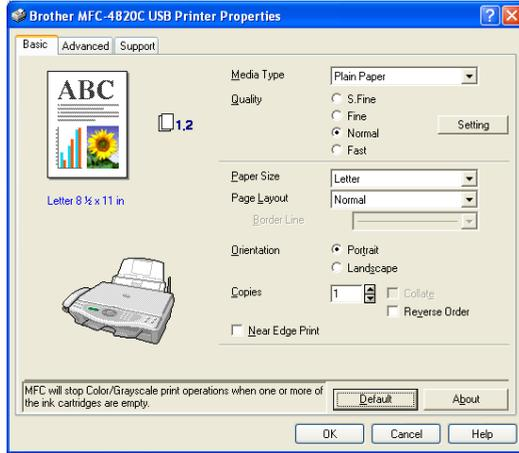 Brother MFC-4820C USB Printer Properties
Basic Advanced Support
ABC
1.2
Letter 8 ½ x 11 in
Media Type Plain Paper
Quality S.Fine
Fine
Normal Setting
Fast
Paper Size Letter
Page Layout Normal
Border Line
Orientation Portrait
Landscape
Copies 1 Collate
Reverse Order
Near Edge Print
MFC will stop Color/Grayscale print operations when one or more of
the ink cartridges are empty.
Default About
OK Cancel Help